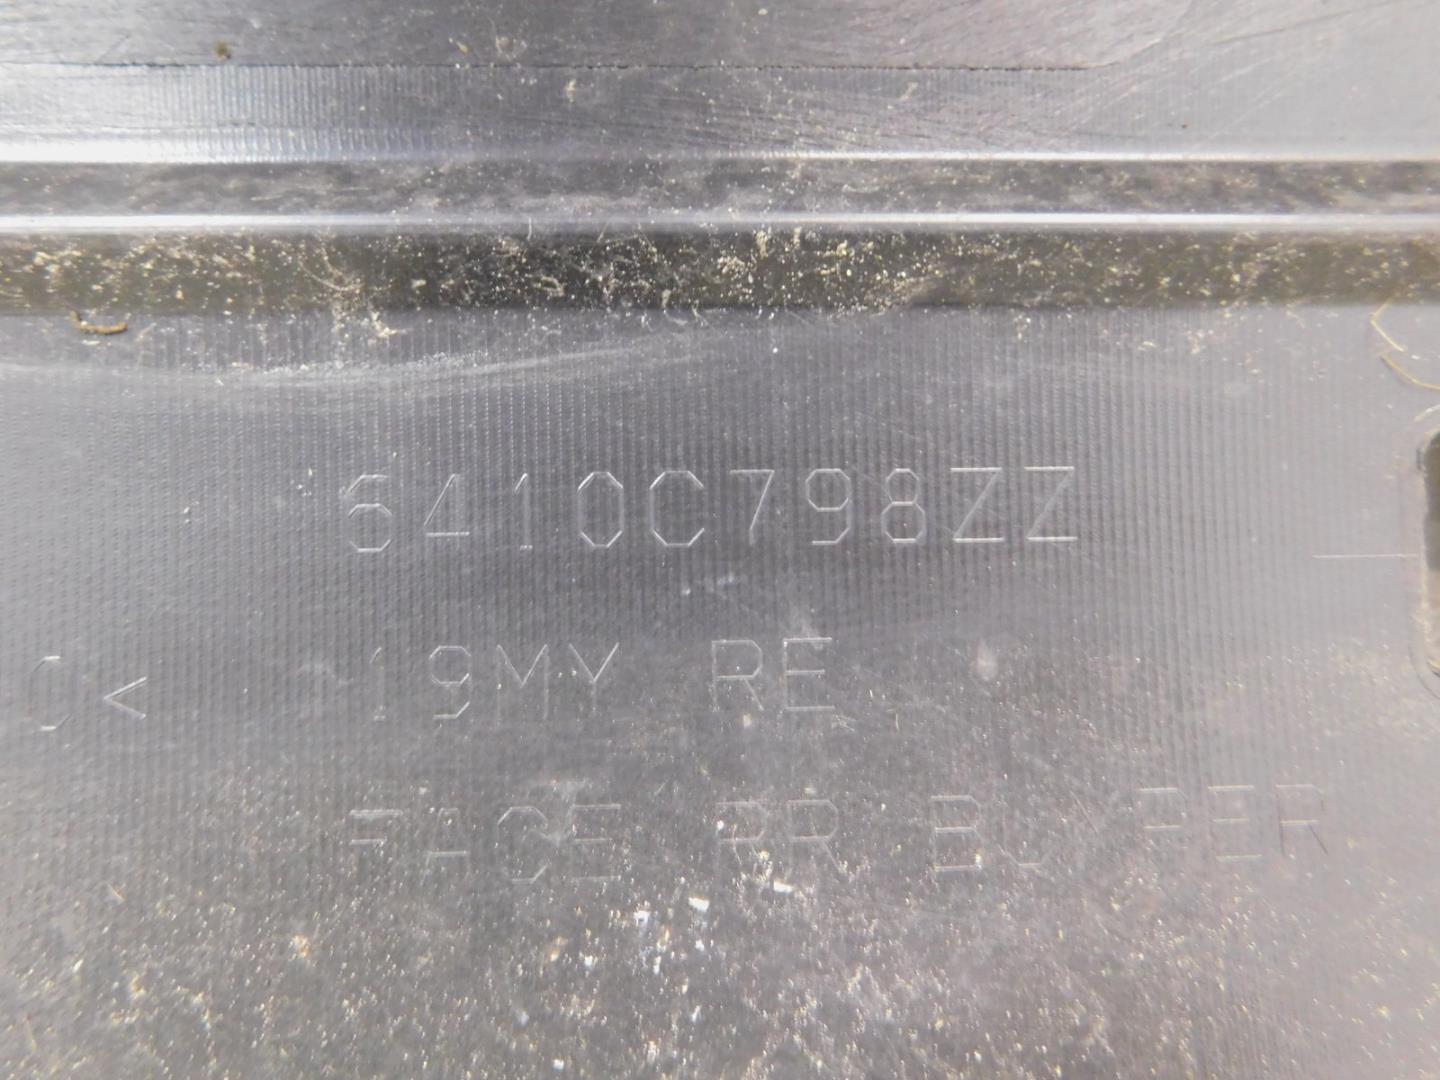 6410C798ZZ
C< 19MY RE
FACE RR BUMPER